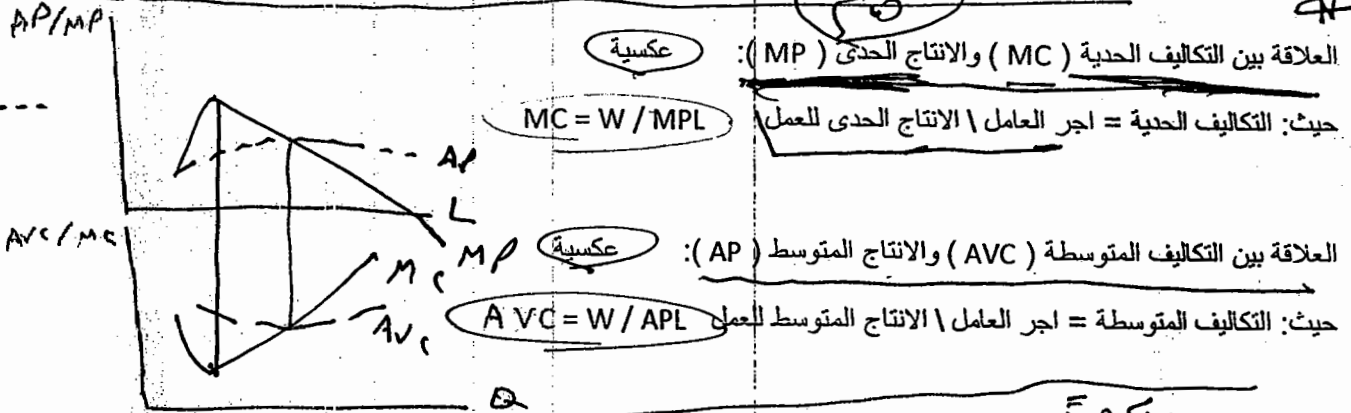 العلاقة بين التكاليف الحدية ( MC ) والانتاج الحدى ( MP ): عكسية
حيث: التكاليف الحدية = اجر العامل \ الانتاج الحدى للعمل MC = W / MPL
العلاقة بين التكاليف المتوسطة ( AVC ) والانتاج المتوسط ( AP ): عكسية
حيث: التكاليف المتوسطة = اجر العامل \ الانتاج المتوسط للعمل A VC = W / APL
AP/MP
AP
L
MP
AVC/MC
MC
AVC
Q